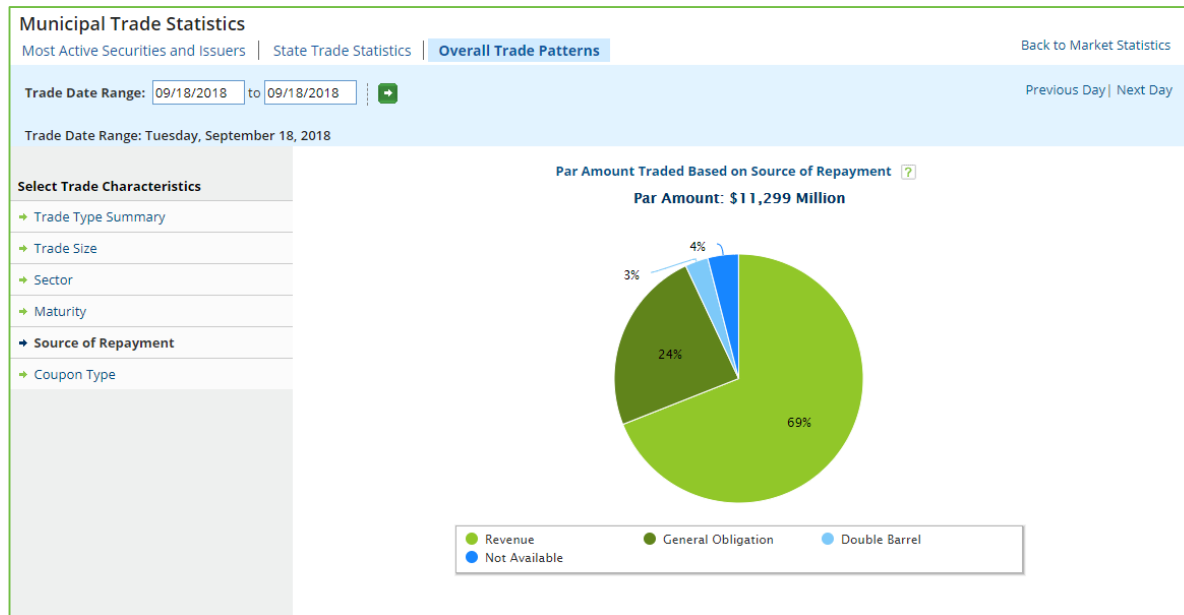 Municipal Trade Statistics
Most Active Securities and Issuers | State Trade Statistics | Overall Trade Patterns
Back to Market Statistics
Trade Date Range: 09/18/2018 to 09/18/2018
Previous Day| Next Day
Trade Date Range: Tuesday, September 18, 2018
Select Trade Characteristics
Trade Type Summary
Trade Size
Sector
Maturity
Source of Repayment
Coupon Type
Par Amount Traded Based on Source of Repayment ?
Par Amount: $11,299 Million
4%
3%
24%
69%
Revenue General Obligation Double Barrel
Not Available